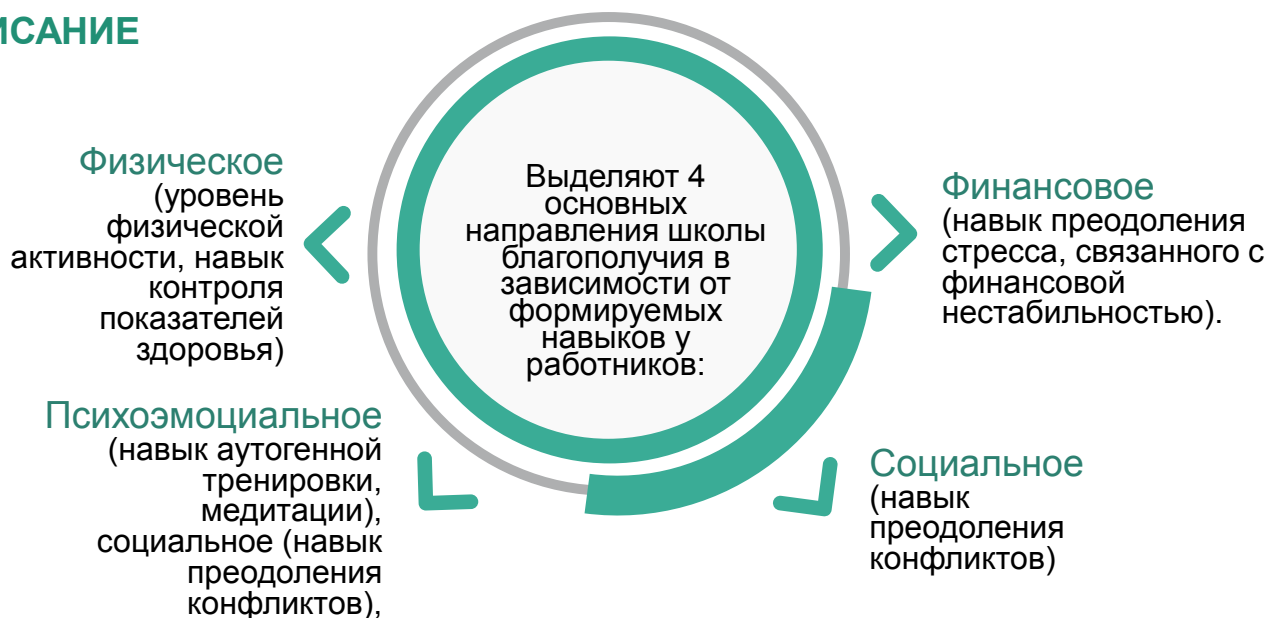 ИСАНИЕ
Физическое
(уровень
физической
активности, навык
контроля
показателей
здоровья)
Психоэмоциальное
(навык аутогенной
тренировки,
медитации),
социальное (навык
преодоления
конфликтов),
Выделяют 4
основных
направления школы
благополучия в
зависимости от
формируемых
навыков у
работников:
Финансовое
(навык преодоления
стресса, связанного с
финансовой
нестабильностью).
Социальное
(навык
преодоления
конфликтов)